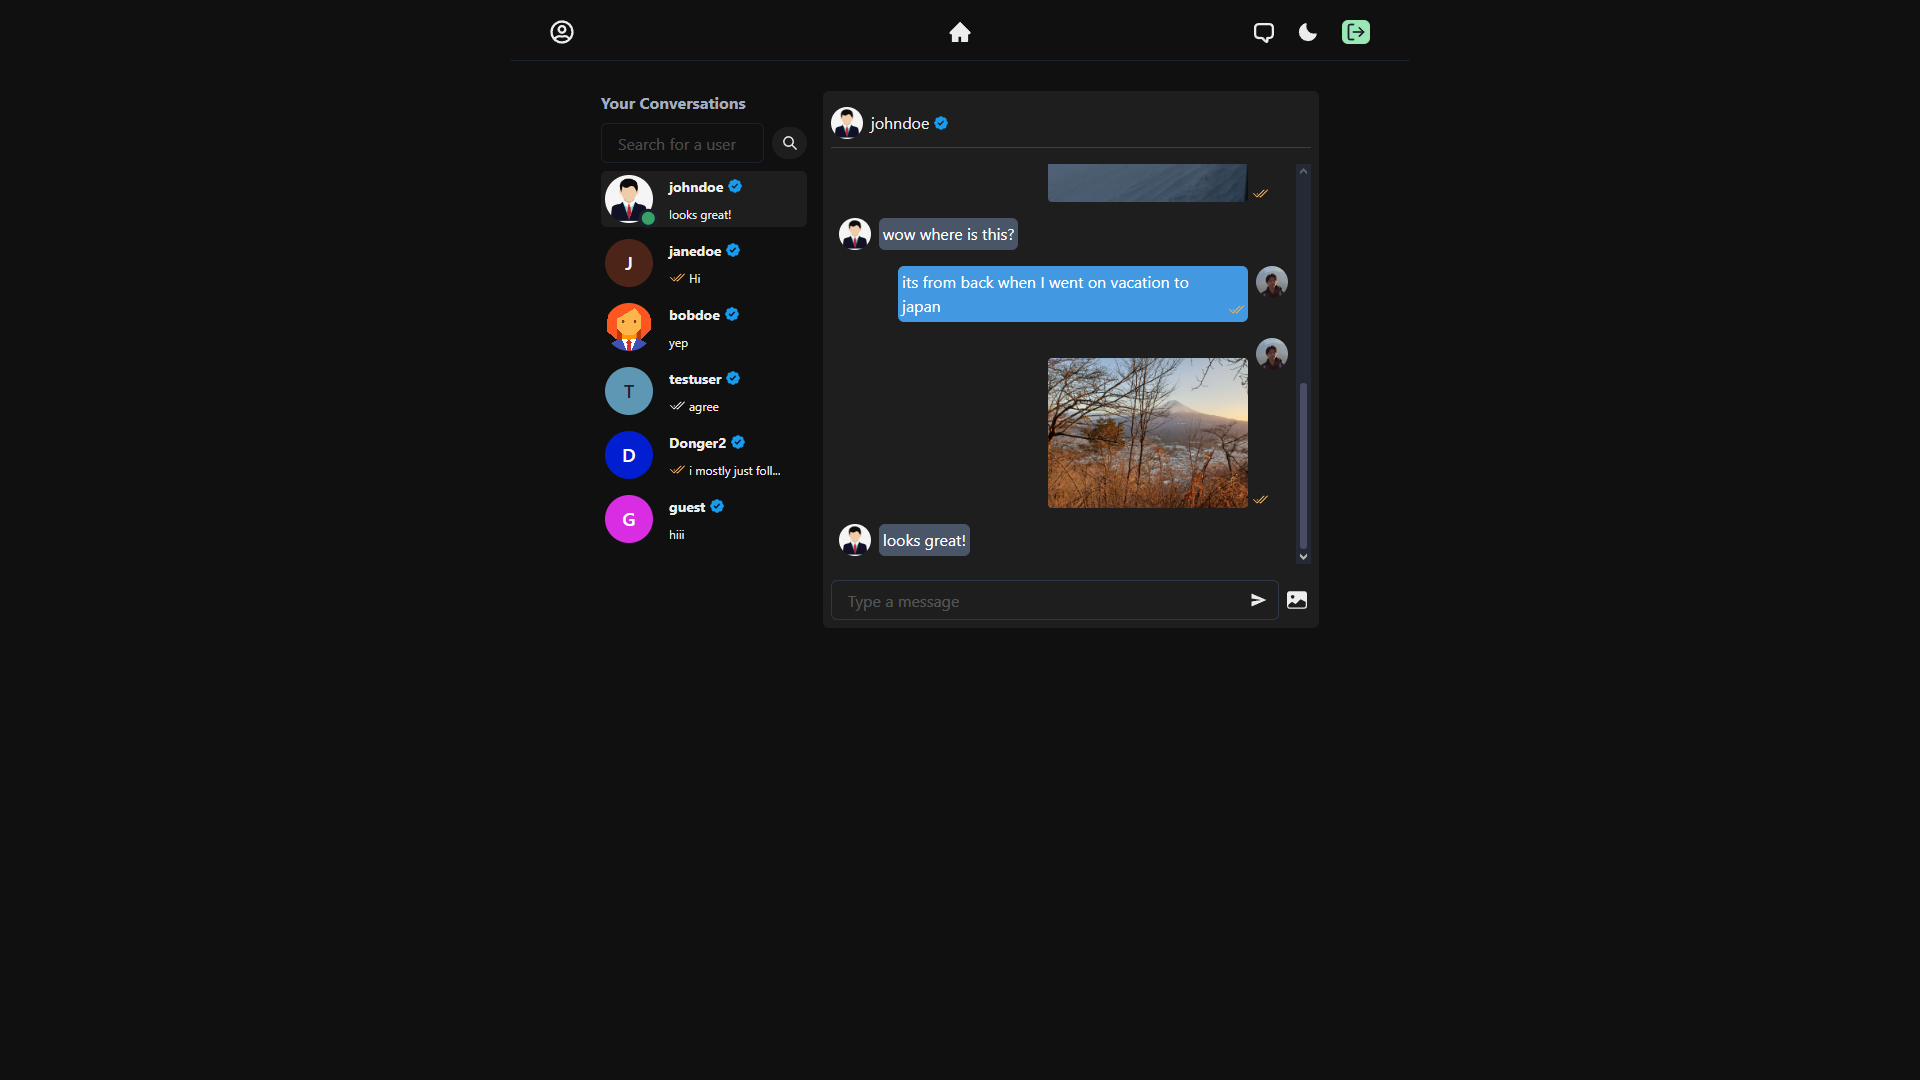 Your Conversations
Search for a user
johndoe
looks great!
J
janedoe
Hi
bobdoe
yep
T
testuser
agree
D
Donger2
i mostly just foll...
G
guest
hiii
johndoe
wow where is this?
its from back when I went on vacation to
japan
looks great!
Type a message